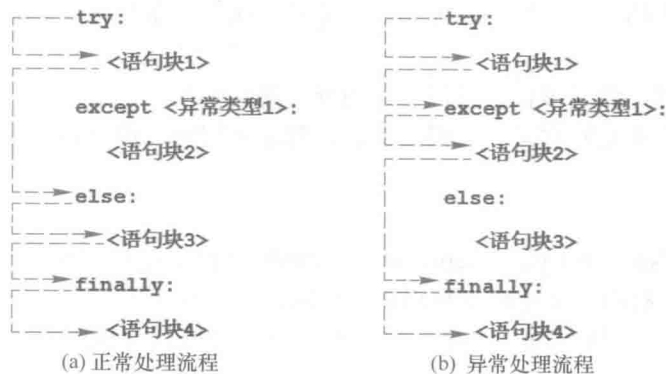 try:
<语句块1>
except <异常类型1>:
<语句块2>
else:
<语句块3>
finally:
<语句块4>
(a) 正常处理流程
try:
<语句块1>
except <异常类型1>:
<语句块2>
else:
<语句块3>
finally:
<语句块4>
(b) 异常处理流程